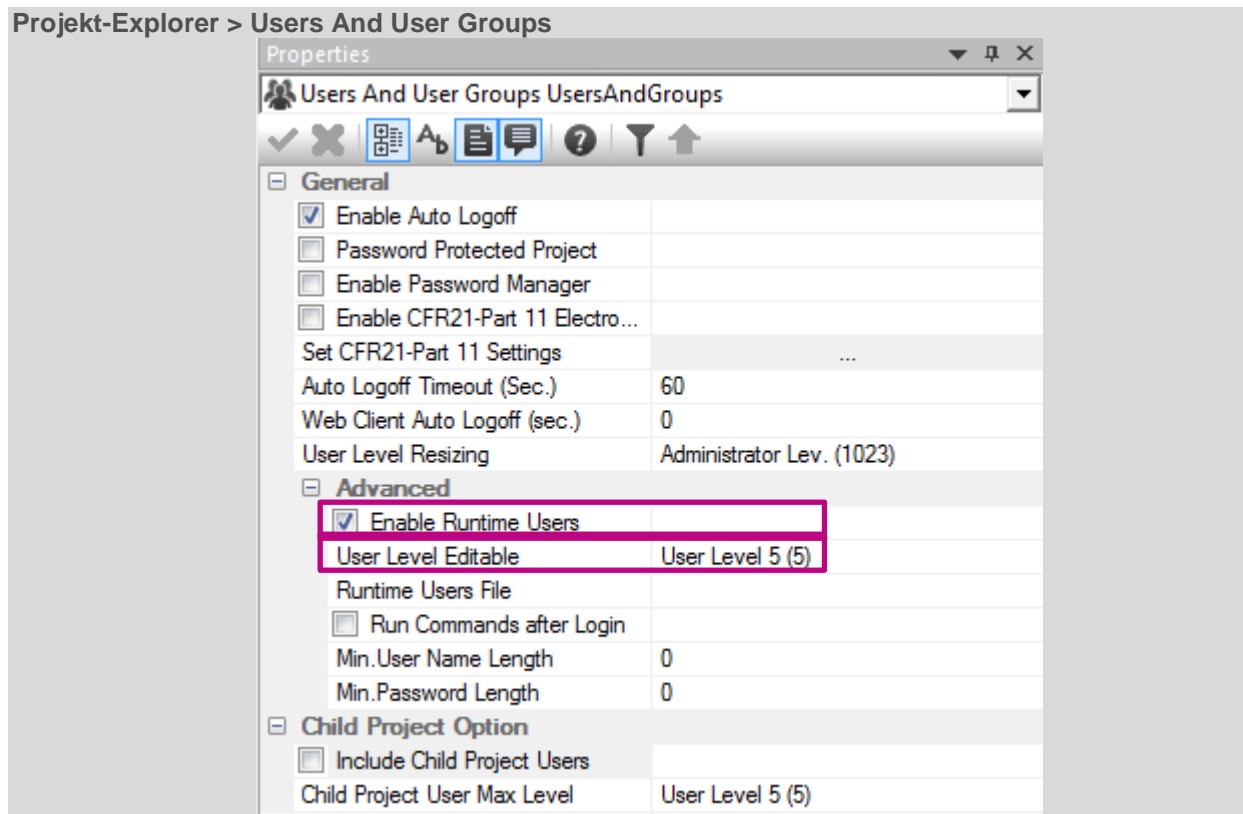 Projekt-Explorer > Users And User Groups
Properties
Users And User Groups UsersAndGroups
General
Enable Auto Logoff
Password Protected Project
Enable Password Manager
Enable CFR21-Part 11 Electro...
Set CFR21-Part 11 Settings ...
Auto Logoff Timeout (Sec.) 60
Web Client Auto Logoff (sec.) 0
User Level Resizing Administrator Lev. (1023)
Advanced
Enable Runtime Users
User Level Editable User Level 5 (5)
Runtime Users File
Run Commands after Login
Min.User Name Length 0
Min.Password Length 0
Child Project Option
Include Child Project Users
Child Project User Max Level User Level 5 (5)